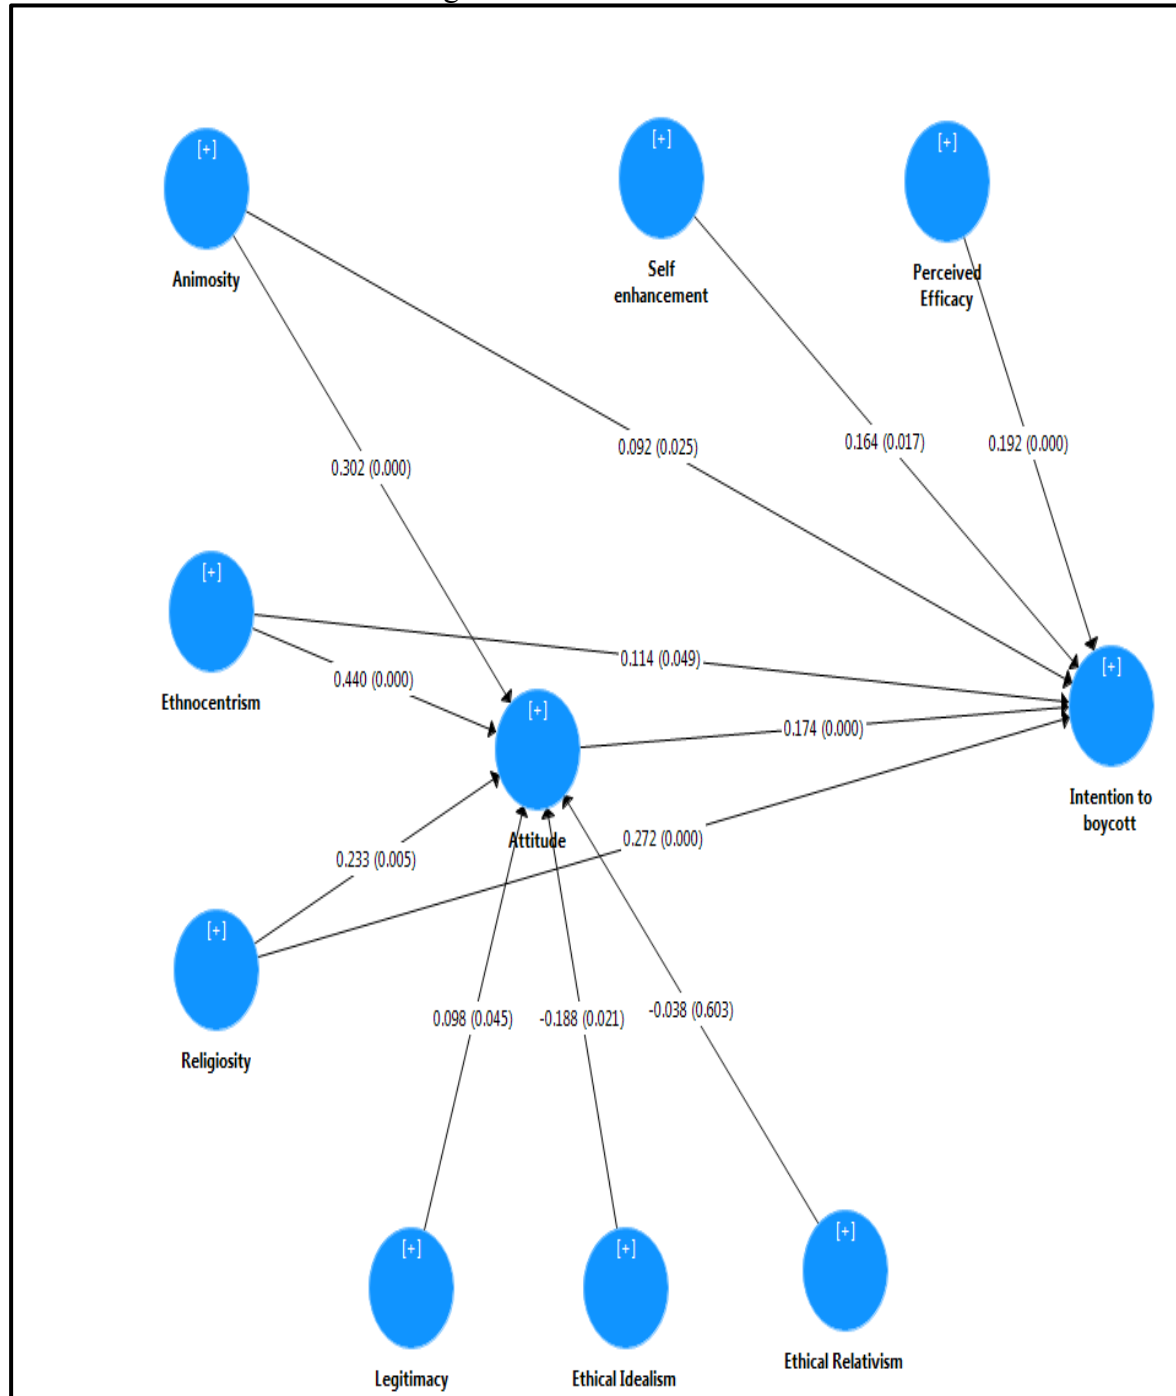 [+]
[+]
[+]
Animosity
Self
enhancement
Perceived
Efficacy
0.302 (0.000)
0.092 (0.025)
0.164 (0.017)
0.192 (0.000)
[+]
Ethnocentrism
0.440 (0.000)
0.114 (0.049)
[+]
Attitude
0.174 (0.000)
[+]
Intention to
boycott
0.233 (0.005)
0.272 (0.000)
[+]
Religiosity
0.098 (0.045)
-0.188 (0.021)
-0.038 (0.603)
[+]
[+]
[+]
Legitimacy
Ethical Idealism
Ethical Relativism